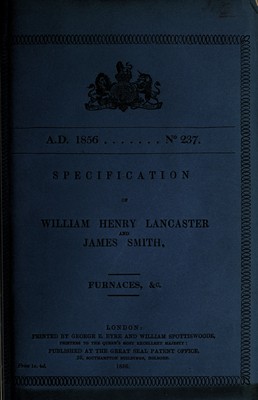 A.D. 1856 . . . . . . . Nº 237.
SPECIFICATION
OF
WILLIAM HENRY LANCASTER
AND
JAMES SMITH,
FURNACES, &c.
LONDON:
PRINTED BY GEORGE E. EYRE AND WILLIAM SPOTTISWOODE,
PRINTERS TO THE QUEEN'S MOST EXCELLENT MAJESTY:
PUBLISHED AT THE GREAT SEAL PATENT OFFICE,
25, SOUTHAMPTON BUILDINGS, HOLBORN.
1856.